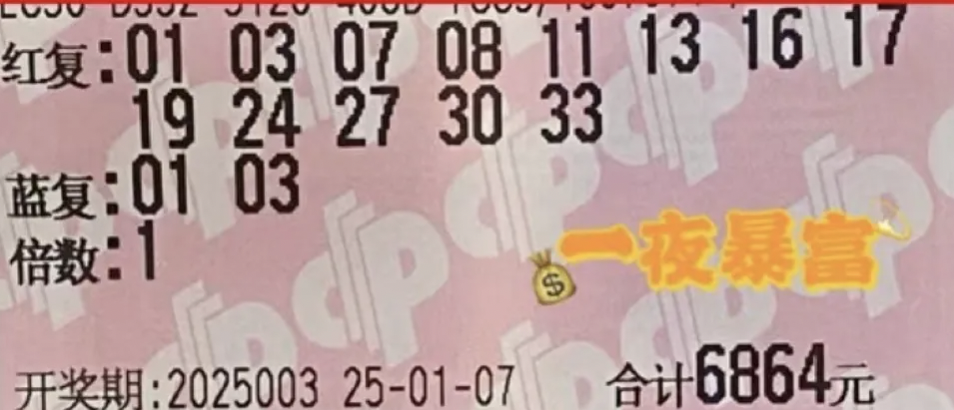 红复:01 03 07 08 11 13 16 17
19 24 27 30 33
蓝复:01 03
倍数:1
一夜暴富
开奖期:2025003 25-01-07 合计6864元